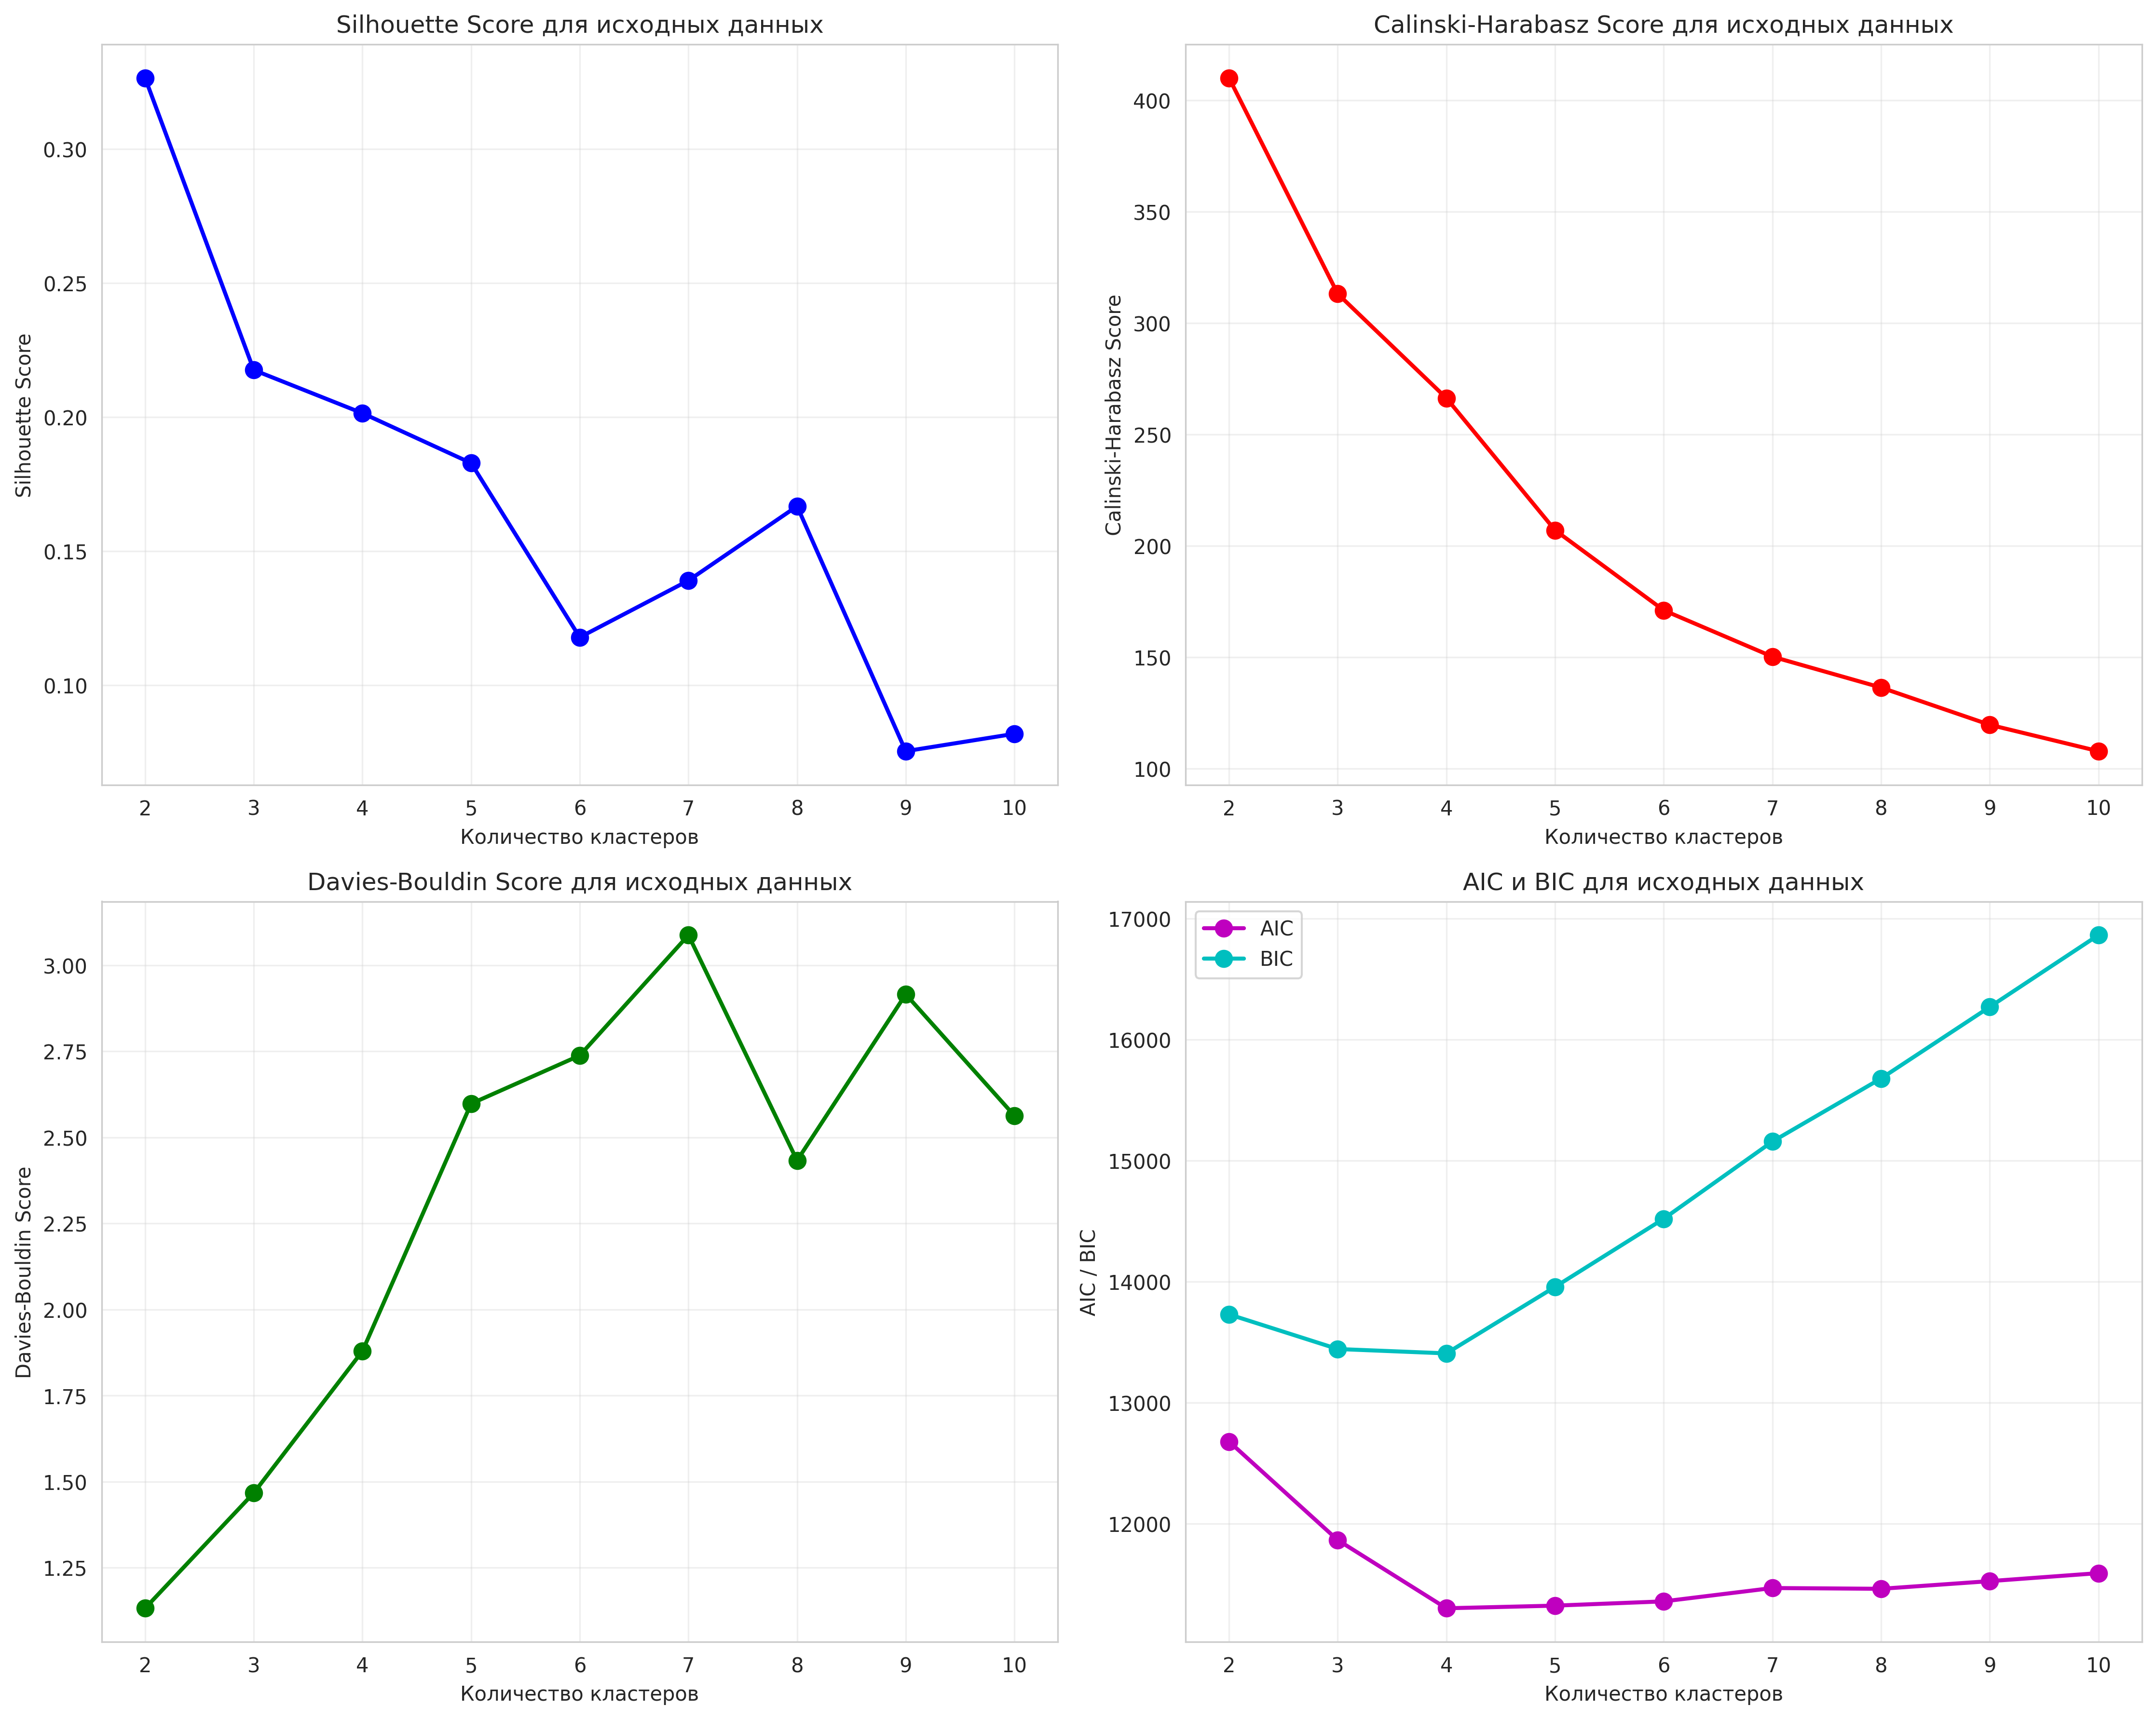 Silhouette Score для исходных данных
Silhouette Score
0.30
0.25
0.20
0.15
0.10
2 3 4 5 6 7 8 9 10
Количество кластеров
Calinski-Harabasz Score для исходных данных
Calinski-Harabasz Score
400
350
300
250
200
150
100
2 3 4 5 6 7 8 9 10
Количество кластеров
Davies-Bouldin Score для исходных данных
Davies-Bouldin Score
3.00
2.75
2.50
2.25
2.00
1.75
1.50
1.25
2 3 4 5 6 7 8 9 10
Количество кластеров
AIC и BIC для исходных данных
AIC
BIC
AIC / BIC
17000
16000
15000
14000
13000
12000
2 3 4 5 6 7 8 9 10
Количество кластеров